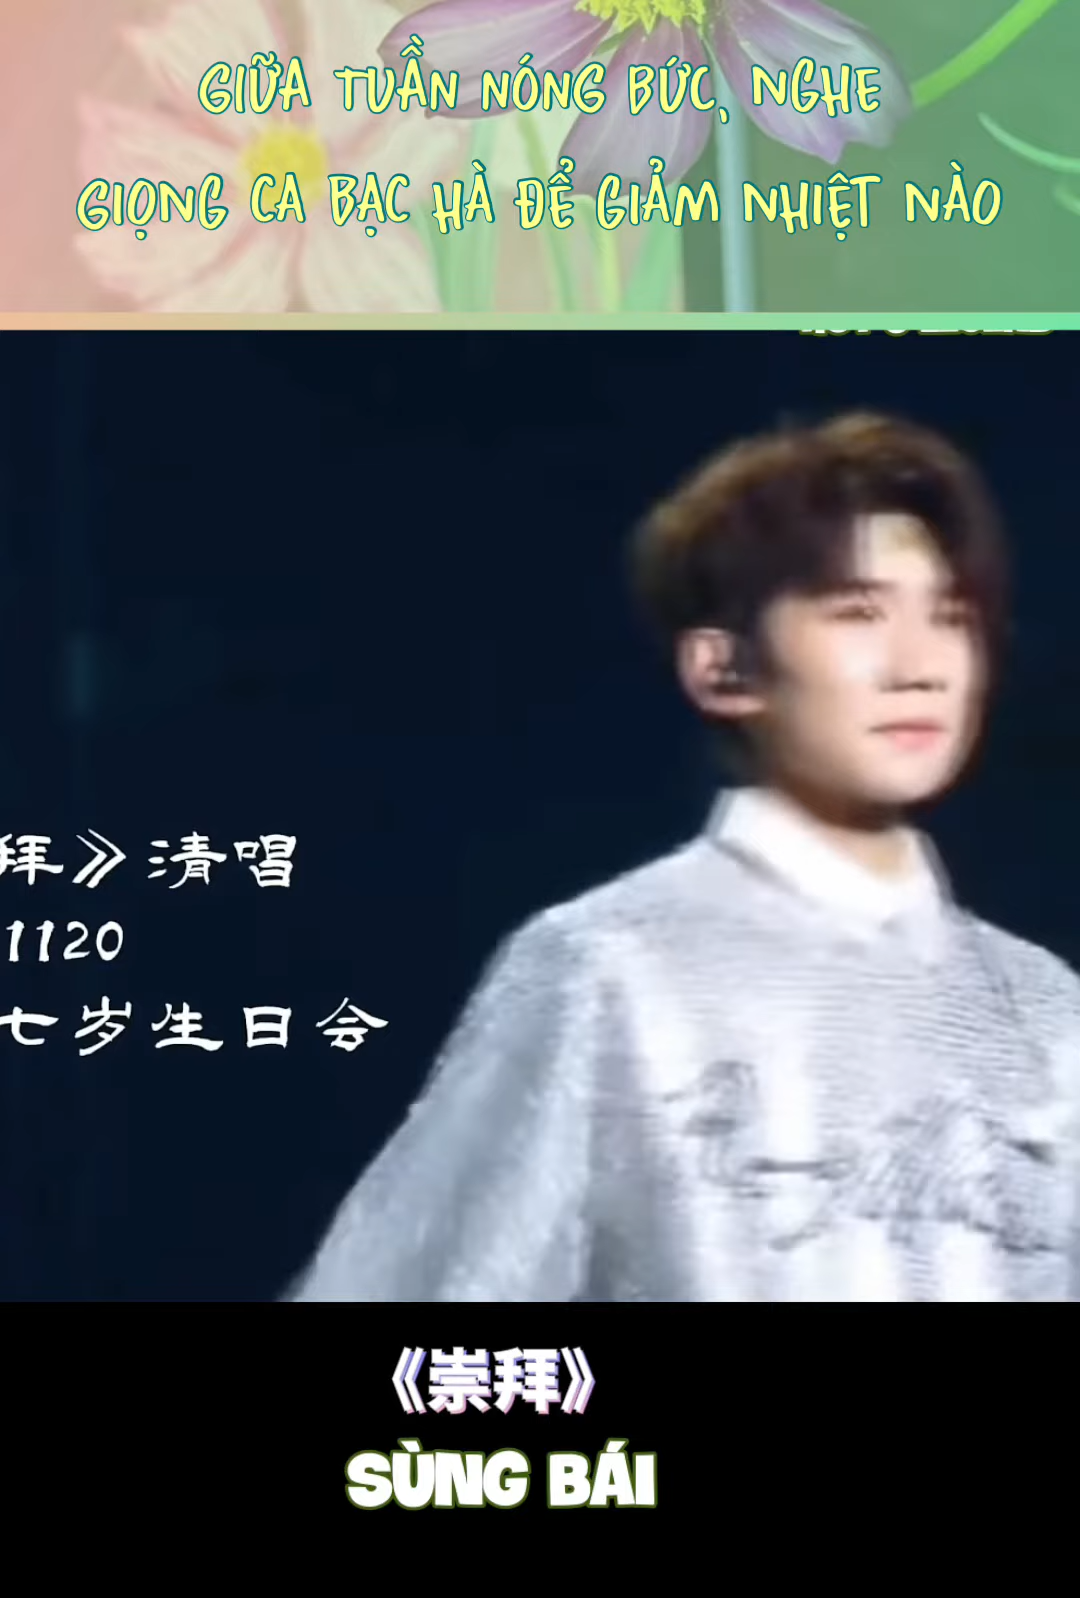 GIỮA TUẦN NÓNG BỨC, NGHE
GIỌNG CA BẠC HÀ ĐỂ GIẢM NHIỆT NÀO
拜》清唱
1120
七岁生日会
《崇拜》
SÙNG BÁI